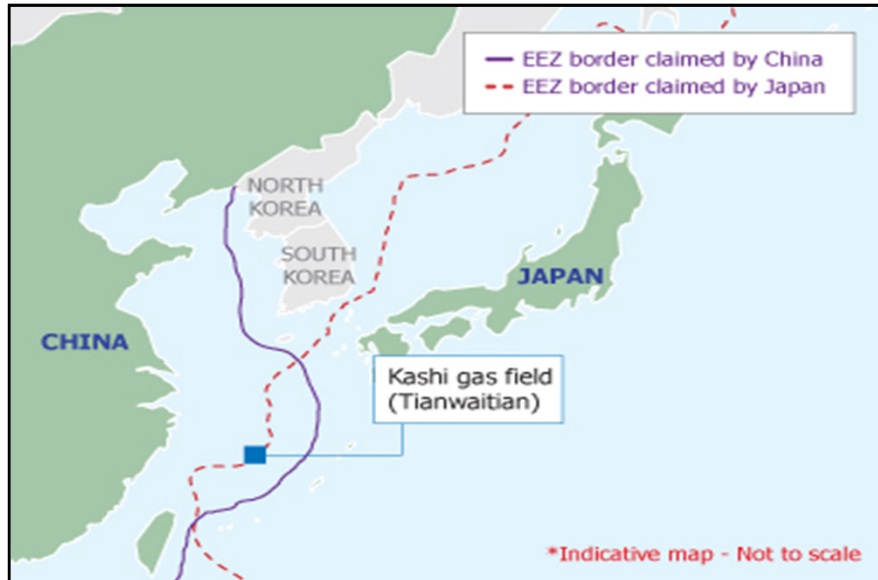 EEZ border claimed by China
EEZ border claimed by Japan
NORTH
KOREA
SOUTH
KOREA
JAPAN
CHINA
Kashi gas field
(Tianwaitian)
*Indicative map - Not to scale